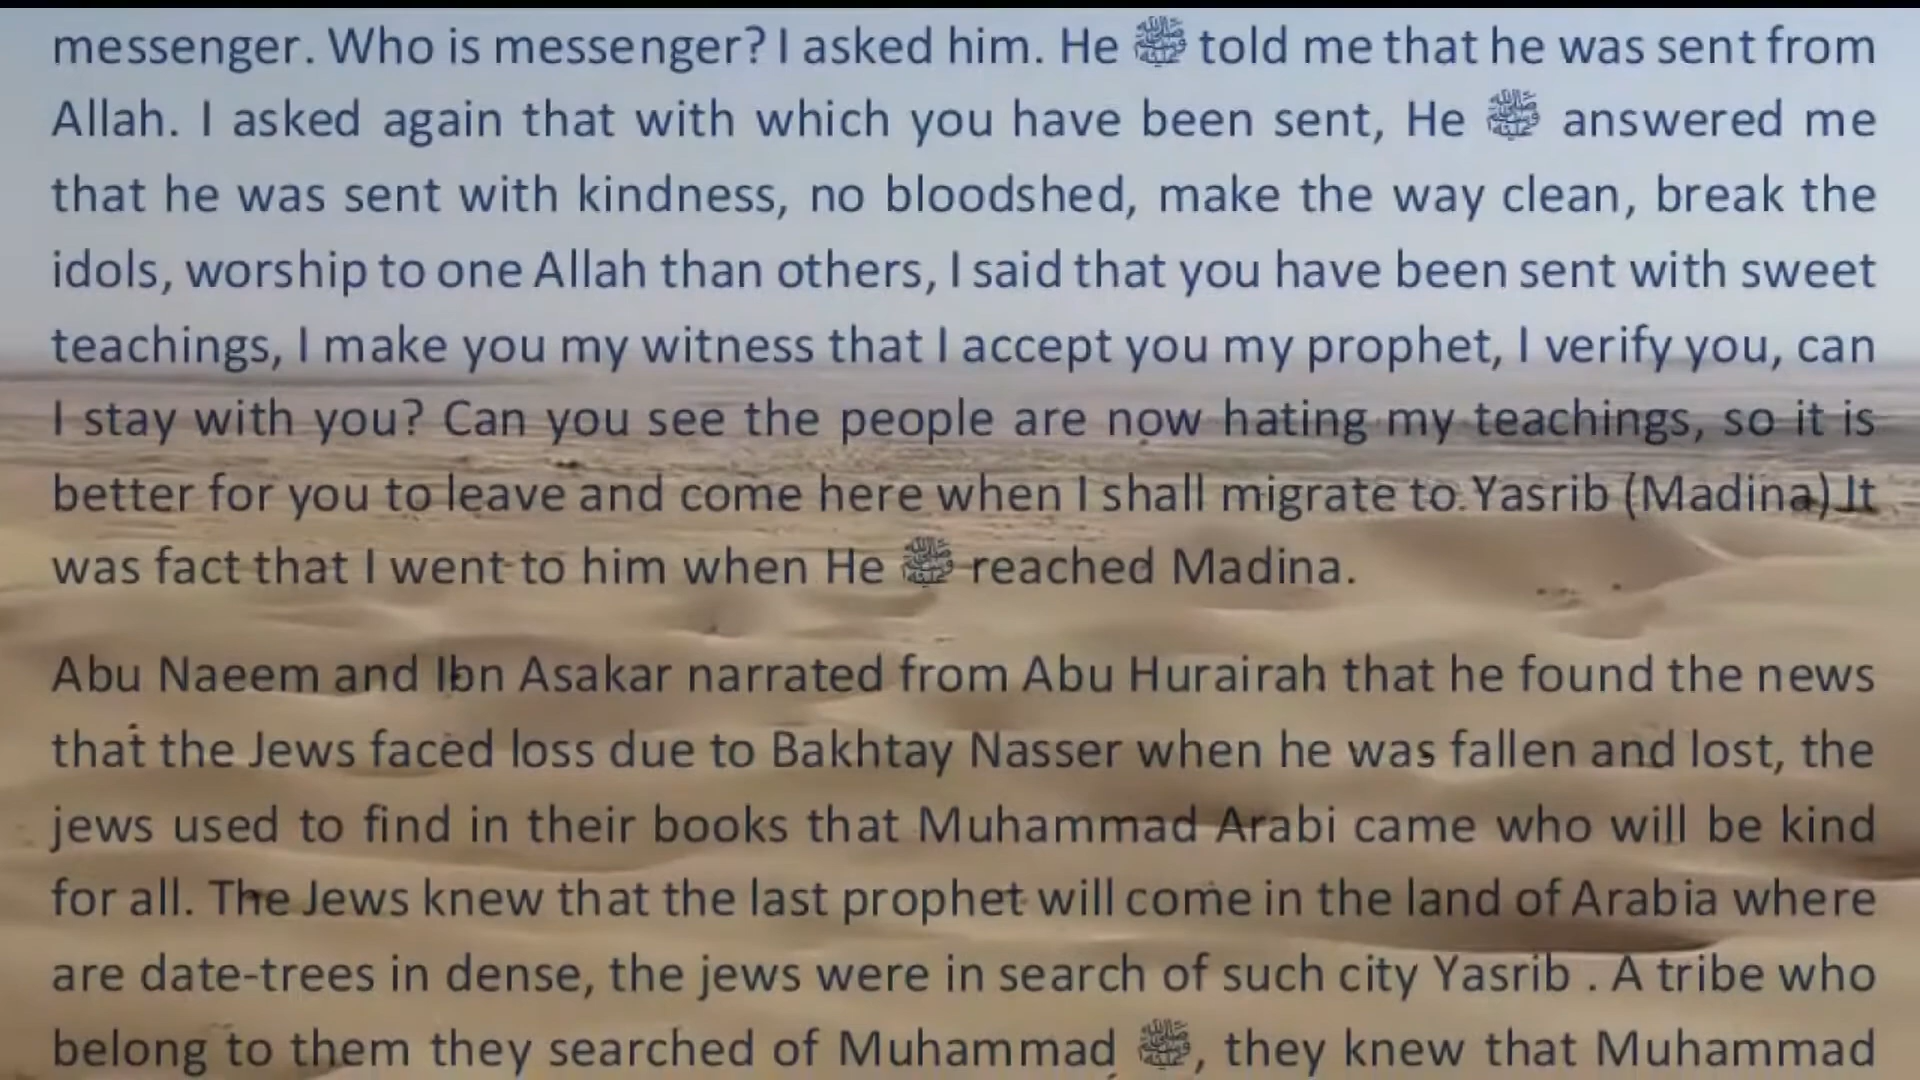 messenger. Who is messenger? I asked him. He ﷺ told me that he was sent from
Allah. I asked again that with which you have been sent, He ﷺ answered me
that he was sent with kindness, no bloodshed, make the way clean, break the
idols, worship to one Allah than others, I said that you have been sent with sweet
teachings, I make you my witness that I accept you my prophet, I verify you, can
I stay with you? Can you see the people are now hating my teachings, so it is
better for you to leave and come here when I shall migrate to Yasrib (Madina) It
was fact that I went to him when He ﷺ reached Madina.
Abu Naeem and Ibn Asakar narrated from Abu Hurairah that he found the news
that the Jews faced loss due to Bakhtay Nasser when he was fallen and lost, the
jews used to find in their books that Muhammad Arabi came who will be kind
for all. The Jews knew that the last prophet will come in the land of Arabia where
are date-trees in dense, the jews were in search of such city Yasrib . A tribe who
belong to them they searched of Muhammad ﷺ, they knew that Muhammad